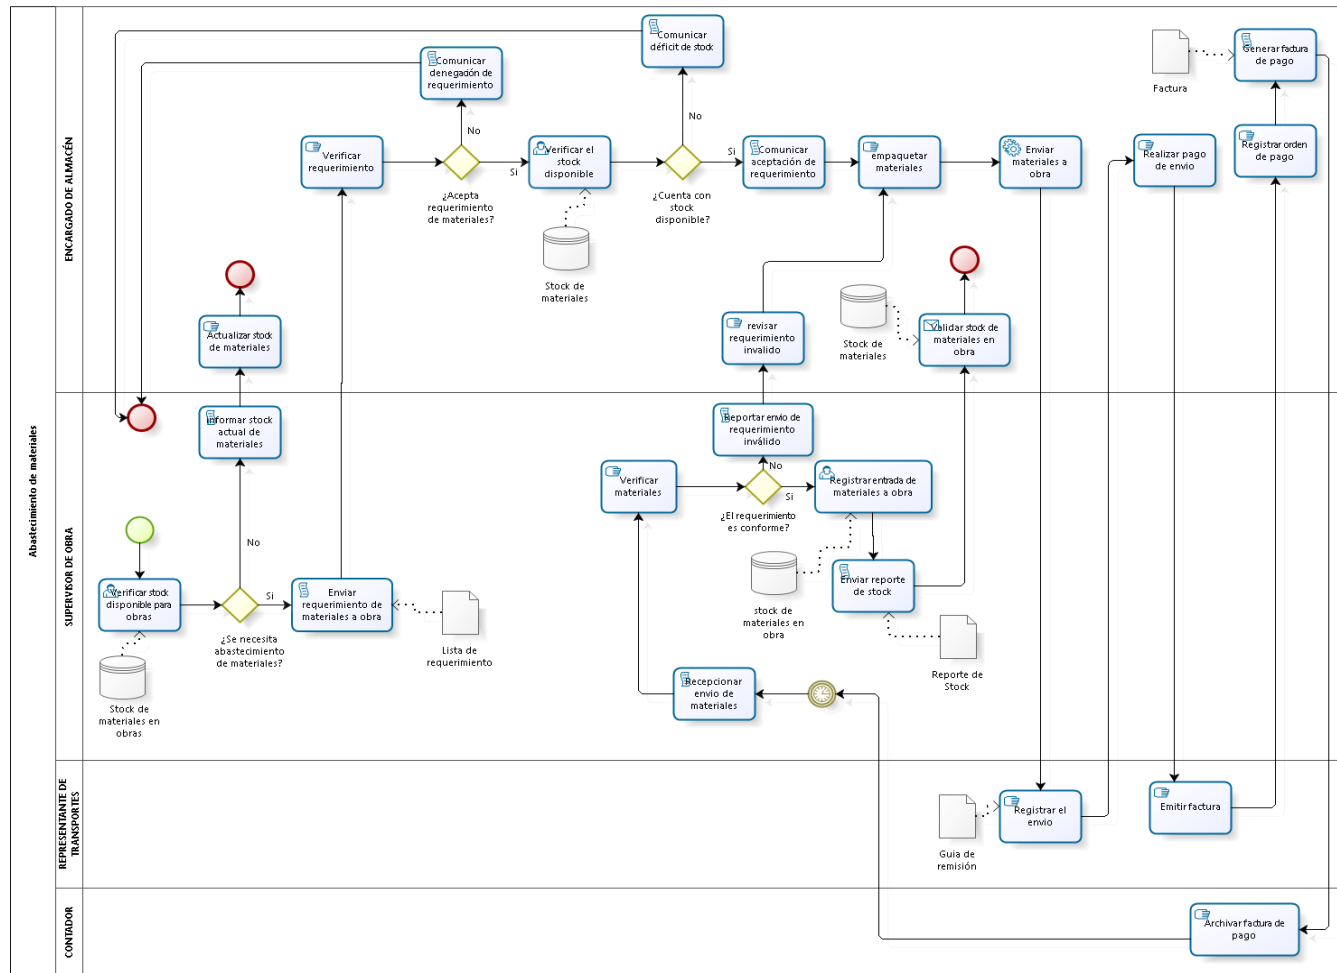 Abastecimiento de materiales
ENCARGADO DE ALMACÉN
Comunicar
déficit de stock
Comunicar
denegación de
requerimiento
No
No
Verificar
requerimiento
¿Acepta
requerimiento
de materiales?
Si
Verificar el
stock
disponible
Stock de
materiales
¿Cuenta con
stock
disponible?
Si
Comunicar
aceptación de
requerimiento
empaquetar
materiales
Enviar
materiales a
obra
Realizar pago
de envio
Factura
Generar factura
de pago
Registrar orden
de pago
Actualizar stock
de materiales
revisar
requerimiento
invalido
Stock de
materiales
Validar stock de
materiales en
obra
SUPERVISOR DE OBRA
Informar stock
actual de
materiales
No
Verificar stock
disponible para
obras
Stock de
materiales en
obras
¿Se necesita
abastecimiento
de materiales?
Si
Enviar
requerimiento de
materiales a obra
Lista de
requerimiento
Reportar envio de
requerimiento
inválido
No
Verificar
materiales
¿El requerimiento
es conforme?
Si
Registrar entrada de
materiales a obra
stock de
materiales en
obra
Enviar reporte
de stock
Reporte de
Stock
Recepcionar
envio de
materiales
REPRESENTANTE DE
TRANSPORTES
Guia de
remisión
Registrar el
envio
Emitir factura
CONTADOR
Archivar factura de
pago